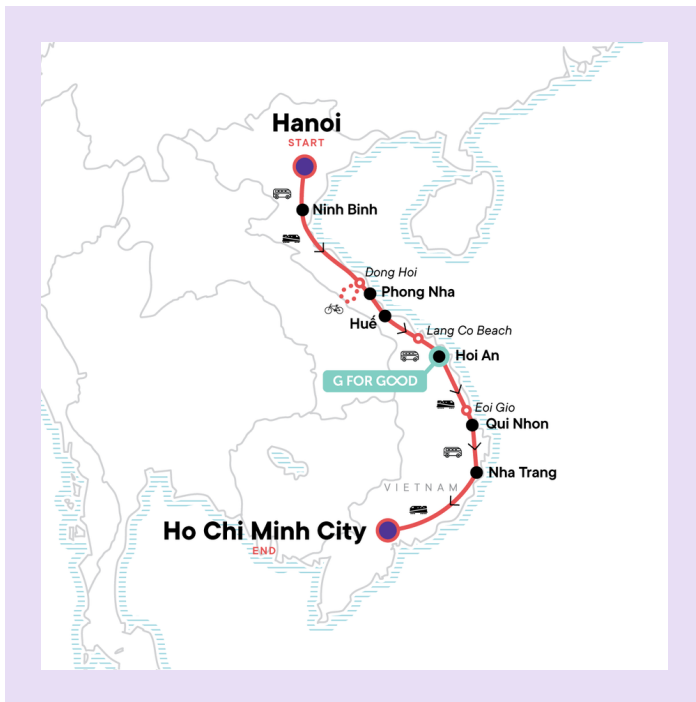 Hanoi
START
Ninh Binh
Dong Hoi
Phong Nha
Huế
Lang Co Beach
Hoi An
G FOR GOOD
Eoi Gio
Qui Nhon
Nha Trang
VIETNAM
Ho Chi Minh City
END